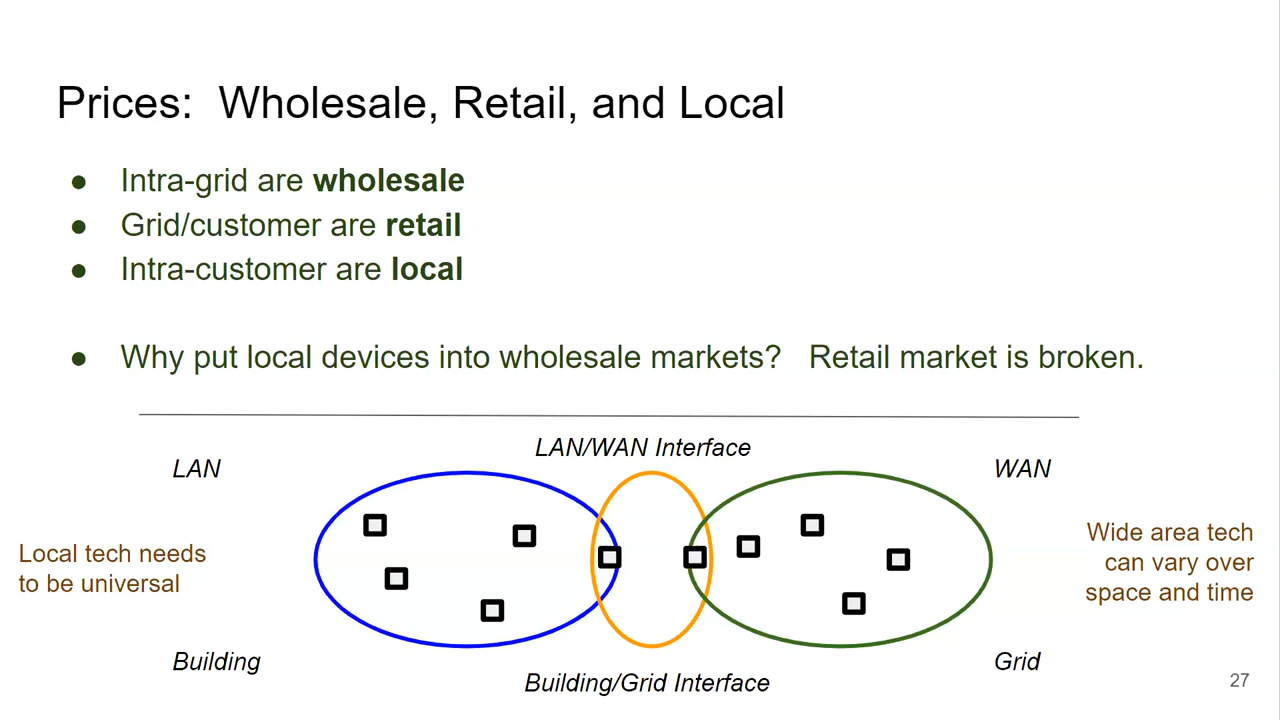 Prices:  Wholesale, Retail, and Local
● Intra-grid are wholesale
● Grid/customer are retail
● Intra-customer are local
● Why put local devices into wholesale markets?   Retail market is broken.
LAN/WAN Interface
LAN
WAN
Local tech needs
to be universal
Wide area tech
can vary over
space and time
Building
Grid
Building/Grid Interface
27